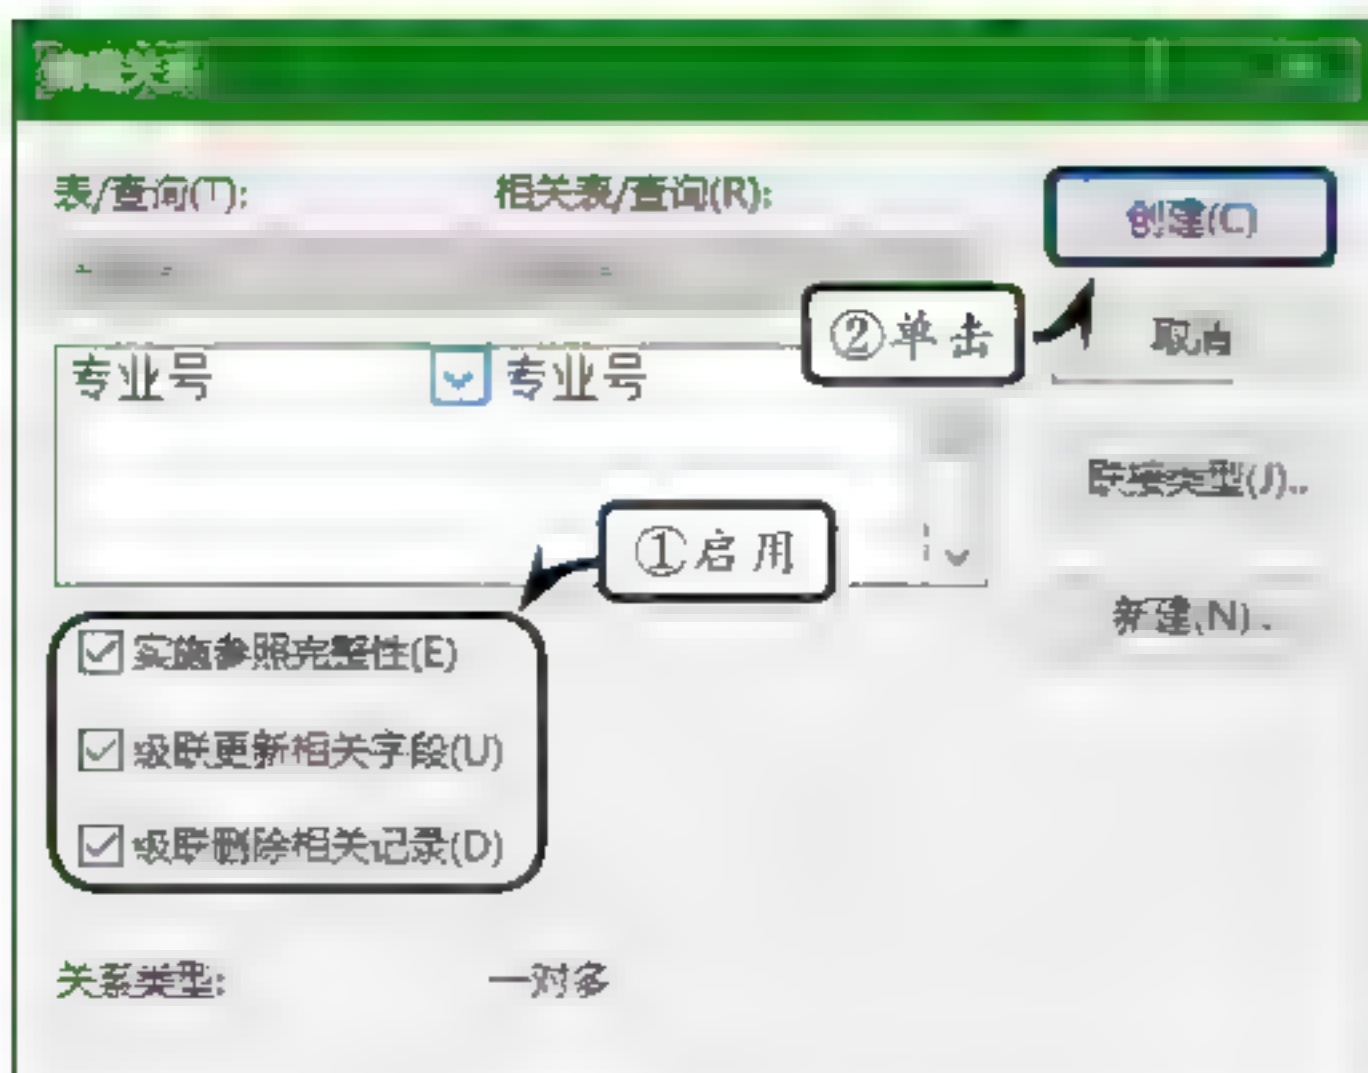 表/查询(T): 相关表/查询(R):
创建(C)
②单击
专业号 专业号
联接类型(J)..
①启用
新建(N).
实施参照完整性(E)
级联更新相关字段(U)
级联删除相关记录(D)
关系类型: 一对多